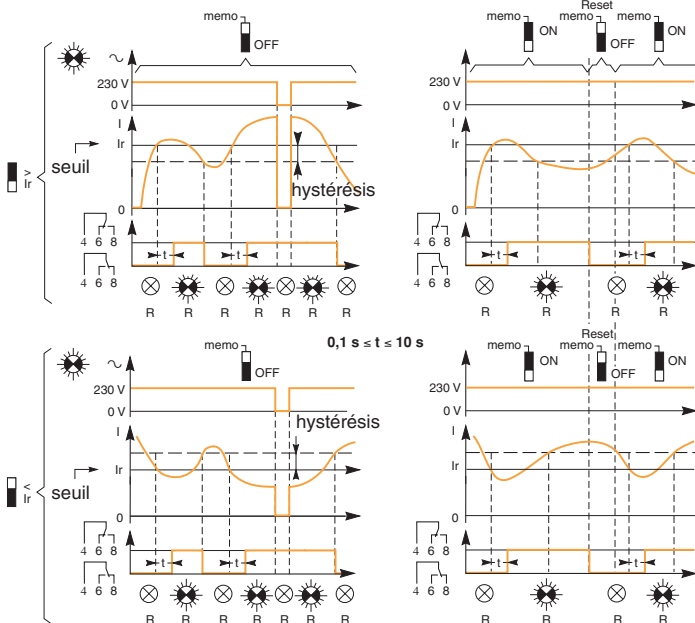 Reset
memo OFF
memo ON memo OFF memo ON
230 V
0 V
230 V
0 V
I
Ir
I
Ir
> Ir
seuil
hystérésis
0
0
4 6 8
4 6 8
t t
4 6 8
4 6 8
t t
R R R R R R
R R R R
0,1 s ≤ t ≤ 10 s
Reset
memo OFF
memo ON memo OFF memo ON
230 V
0 V
230 V
0 V
I
hystérésis
I
< Ir
seuil
Ir
Ir
0
0
4 6 8
4 6 8
t t
4 6 8
4 6 8
t t
R R R R R R
R R R R